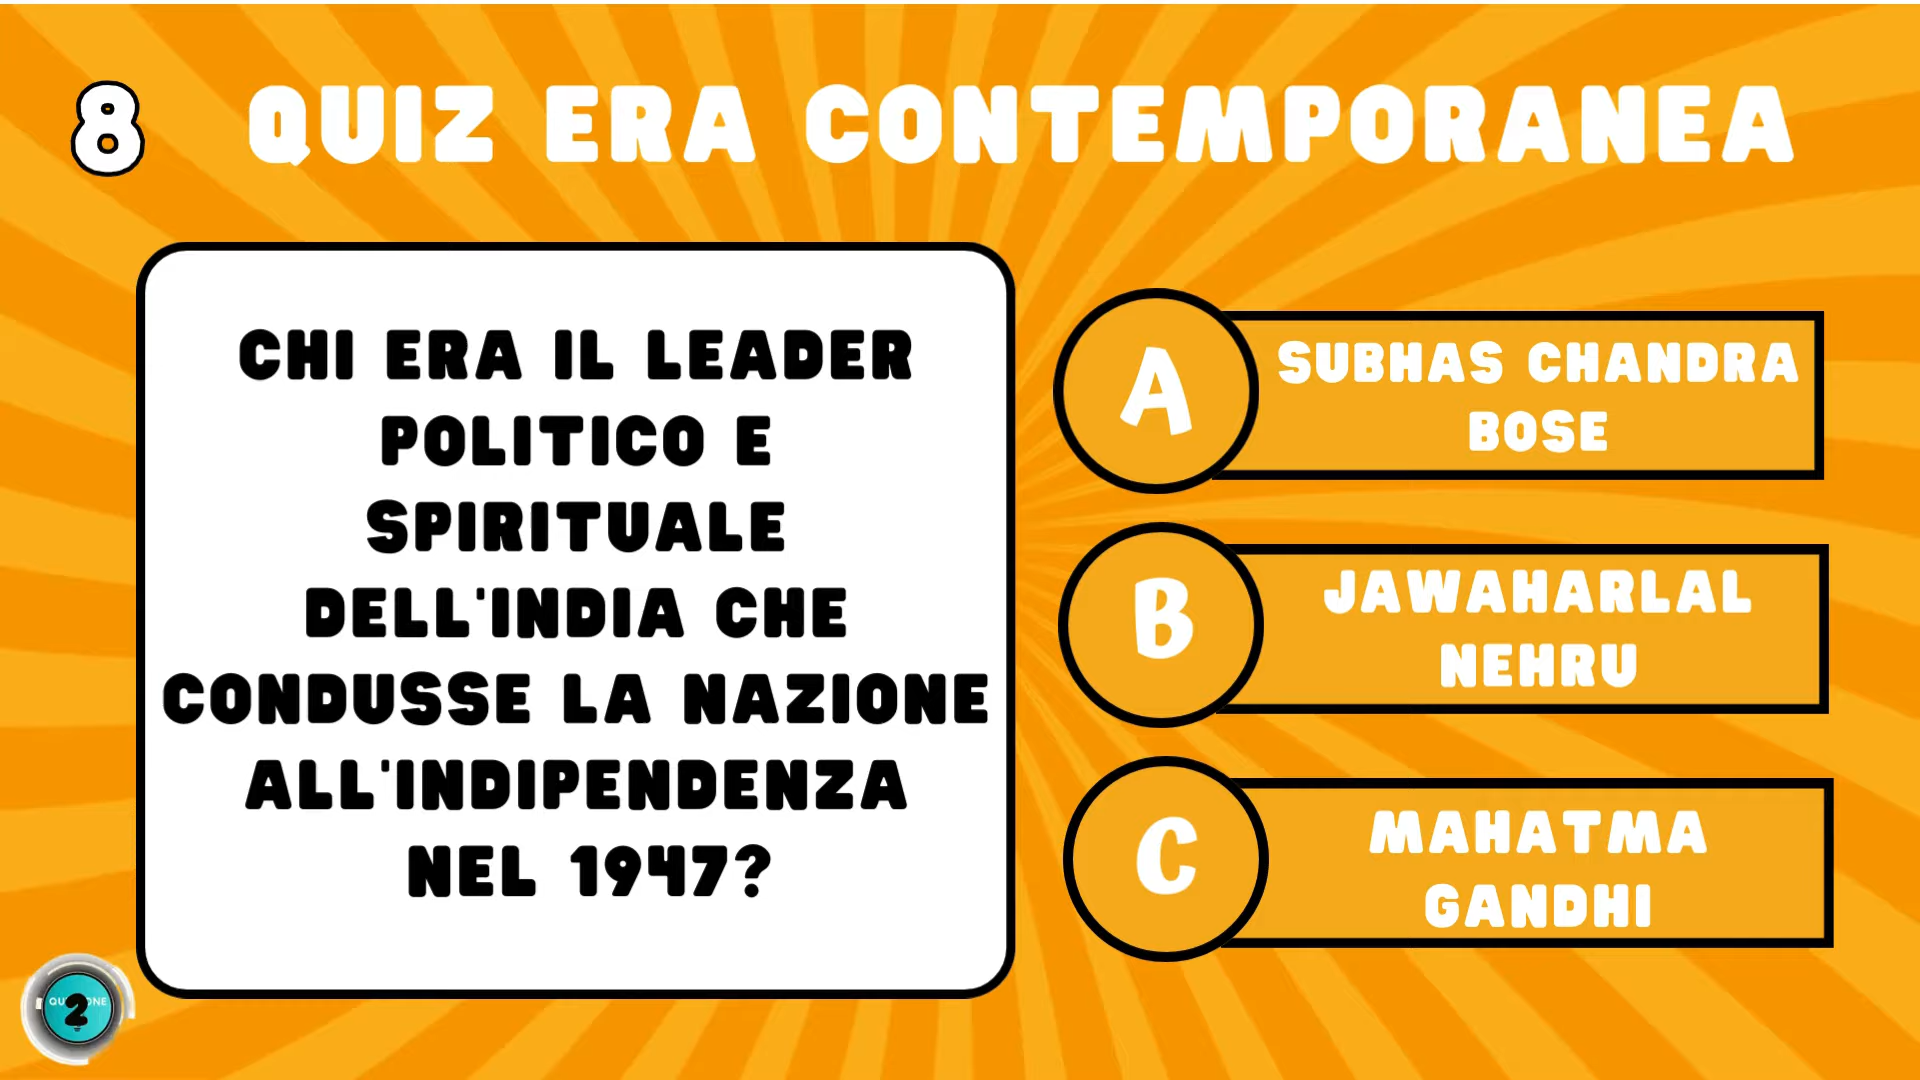 8
QUIZ ERA CONTEMPORANEA
CHI ERA IL LEADER
POLITICO E
SPIRITUALE
DELL'INDIA CHE
CONDUSSE LA NAZIONE
ALL'INDIPENDENZA
NEL 1947?
A
SUBHAS CHANDRA
BOSE
B
JAWAHARLAL
NEHRU
C
MAHATMA
GANDHI
2